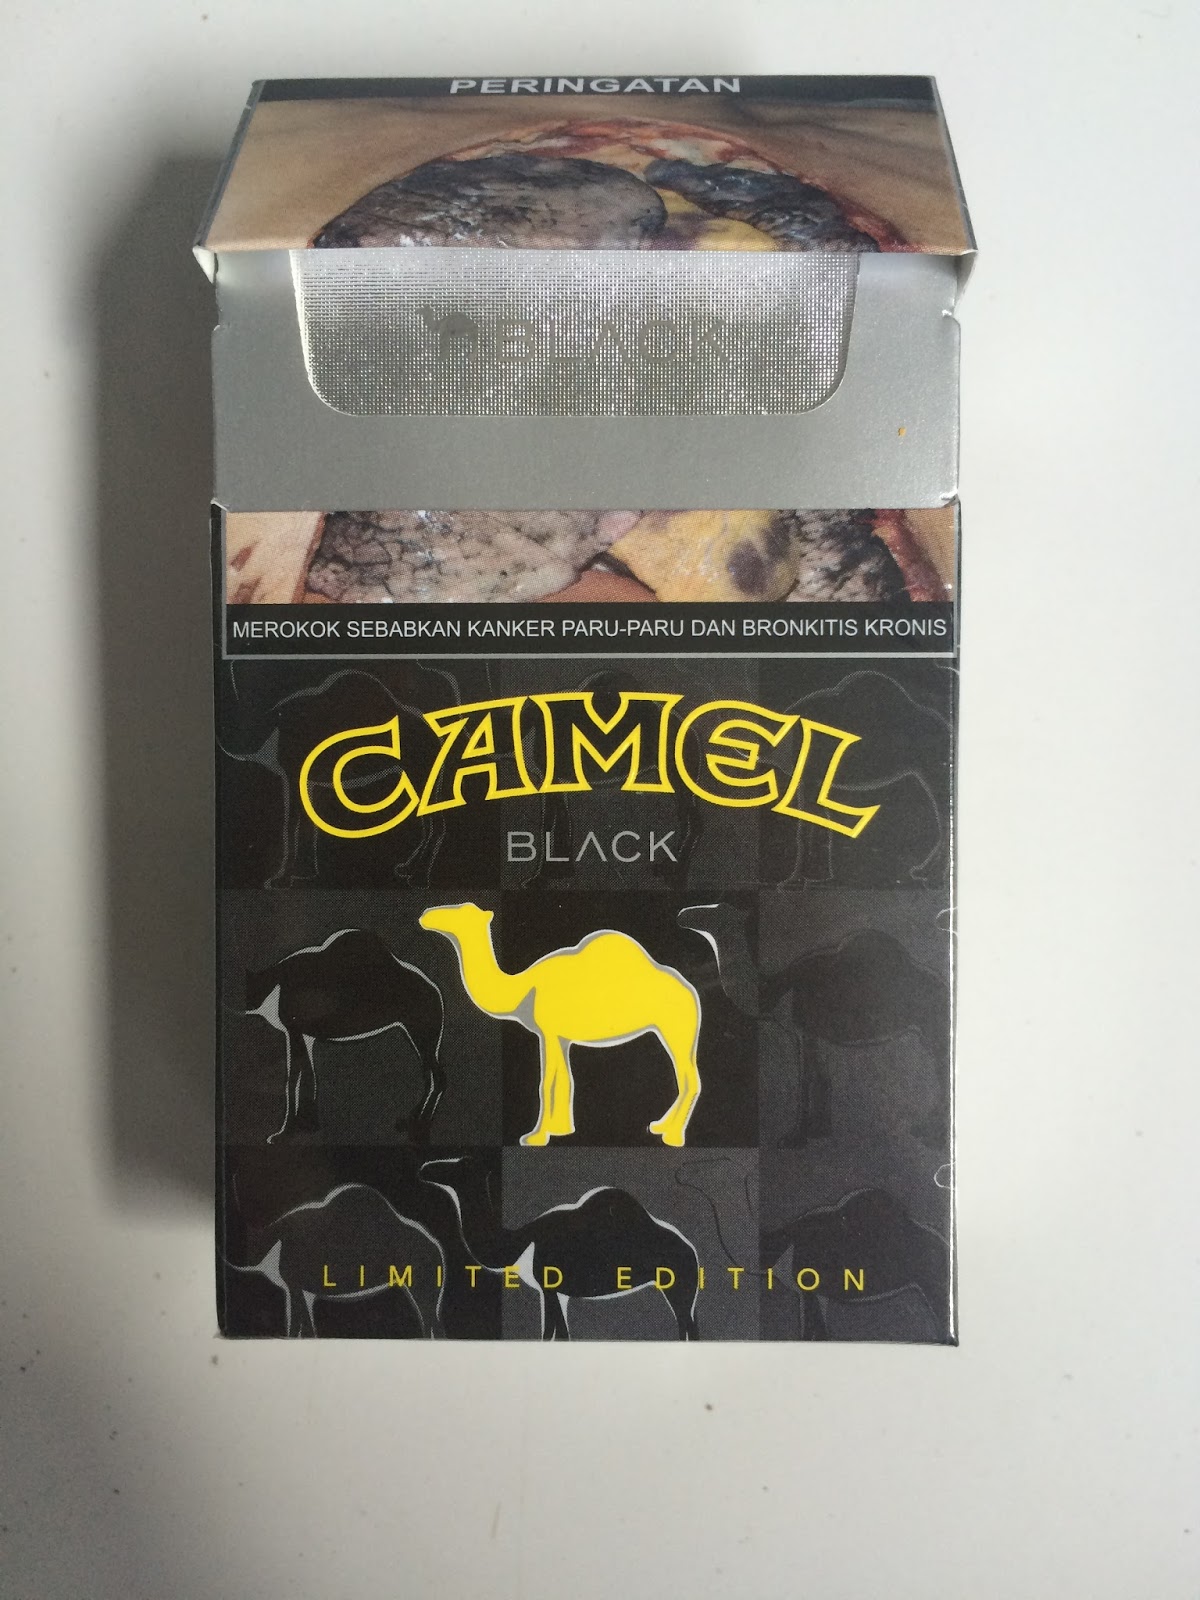 PERINGATAN
BLACK
MEROKOK SEBABKAN KANKER PARU-PARU DAN BRONKITIS KRONIS
CAMEL
BLACK
LIMITED EDITION